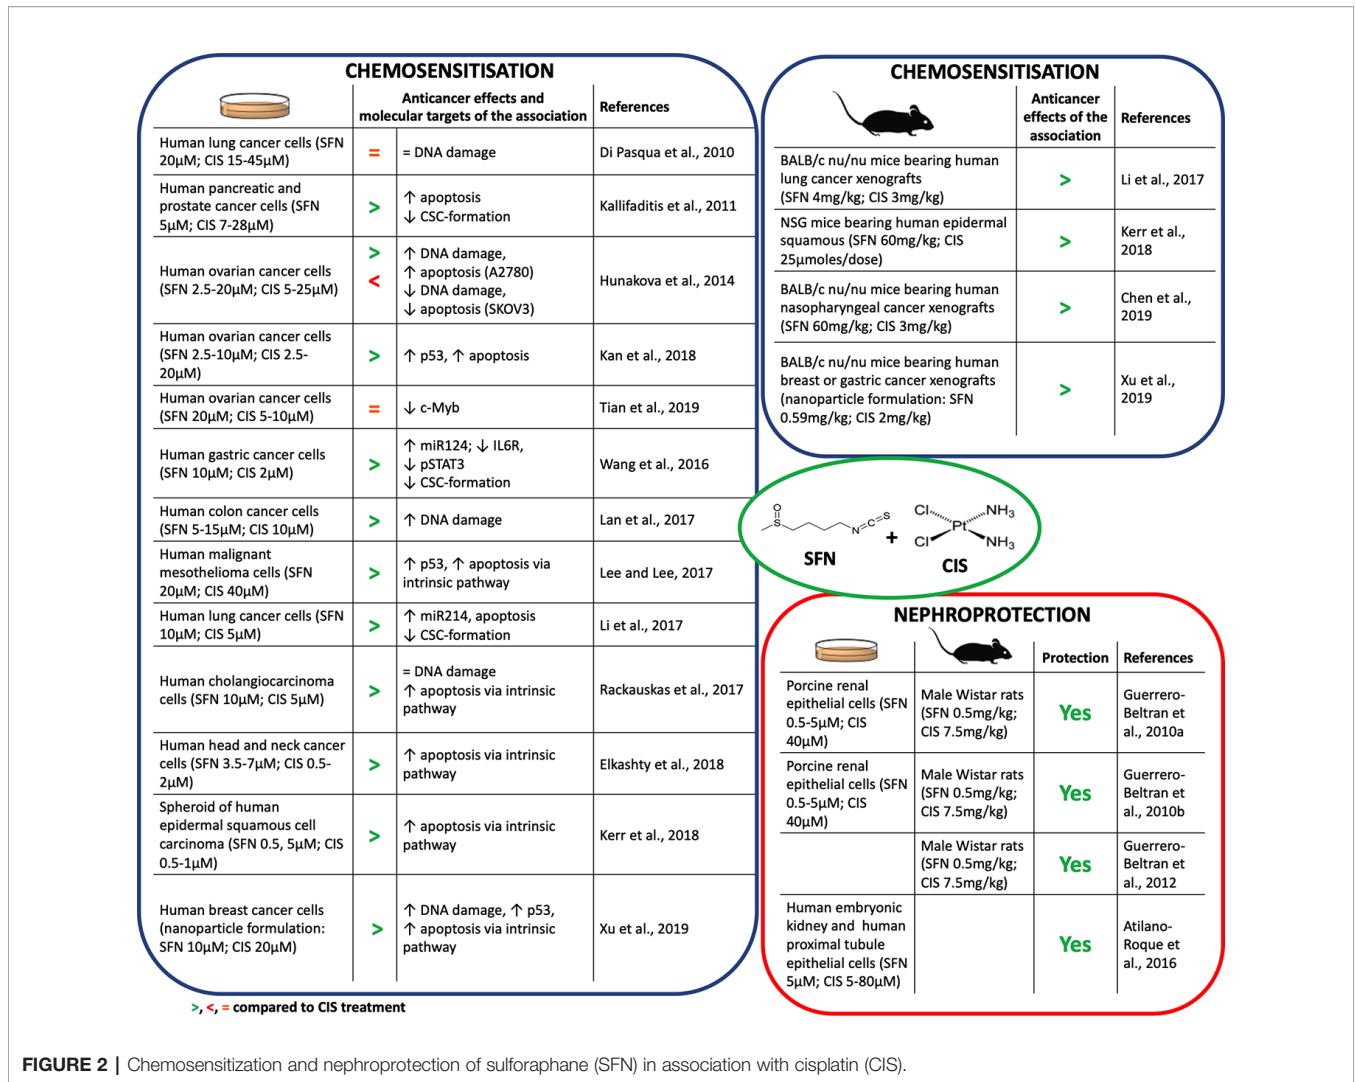 CHEMOSENSITISATION
Anticancer effects and
molecular targets of the association
References
Human lung cancer cells (SFN
20µM; CIS 15-45µM)
=
= DNA damage
Di Pasqua et al., 2010
Human pancreatic and
prostate cancer cells (SFN
5µM; CIS 7-28µM)
>
↑ apoptosis
↓ CSC-formation
Kallifaditis et al., 2011
Human ovarian cancer cells
(SFN 2.5-20µM; CIS 5-25µM)
>
<
↑ DNA damage,
↑ apoptosis (A2780)
↓ DNA damage,
↓ apoptosis (SKOV3)
Hunakova et al., 2014
Human ovarian cancer cells
(SFN 2.5-10µM; CIS 2.5-
20µM)
>
↑ p53, ↑ apoptosis
Kan et al., 2018
Human ovarian cancer cells
(SFN 20µM; CIS 5-10µM)
=
↓ c-Myb
Tian et al., 2019
Human gastric cancer cells
(SFN 10µM; CIS 2µM)
>
↑ miR124; ↓ IL6R,
↓ pSTAT3
↓ CSC-formation
Wang et al., 2016
Human colon cancer cells
(SFN 5-15µM; CIS 10µM)
>
↑ DNA damage
Lan et al., 2017
Human malignant
mesothelioma cells (SFN
20µM; CIS 40µM)
>
↑ p53, ↑ apoptosis via
intrinsic pathway
Lee and Lee, 2017
Human lung cancer cells (SFN
10µM; CIS 5µM)
>
↑ miR214, apoptosis
↓ CSC-formation
Li et al., 2017
Human cholangiocarcinoma
cells (SFN 10µM; CIS 5µM)
>
= DNA damage
↑ apoptosis via intrinsic
pathway
Rackauskas et al., 2017
Human head and neck cancer
cells (SFN 3.5-7µM; CIS 0.5-
2µM)
>
↑ apoptosis via intrinsic
pathway
Elkashty et al., 2018
Spheroid of human
epidermal squamous cell
carcinoma (SFN 0.5, 5µM; CIS
0.5-1µM)
>
↑ apoptosis via intrinsic
pathway
Kerr et al., 2018
Human breast cancer cells
(nanoparticle formulation:
SFN 10µM; CIS 20µM)
>
↑ DNA damage, ↑ p53,
↑ apoptosis via intrinsic
pathway
Xu et al., 2019
>, <, = compared to CIS treatment
CHEMOSENSITISATION
Anticancer
effects of the
association
References
BALB/c nu/nu mice bearing human
lung cancer xenografts
(SFN 4mg/kg; CIS 3mg/kg)
>
Li et al., 2017
NSG mice bearing human epidermal
squamous (SFN 60mg/kg; CIS
25µmoles/dose)
>
Kerr et al.,
2018
BALB/c nu/nu mice bearing human
nasopharyngeal cancer xenografts
(SFN 60mg/kg; CIS 3mg/kg)
>
Chen et al.,
2019
BALB/c nu/nu mice bearing human
breast or gastric cancer xenografts
(nanoparticle formulation: SFN
0.59mg/kg; CIS 2mg/kg)
>
Xu et al.,
2019
O
S
N
C
S
SFN
+
Cl
NH3
Pt
Cl
NH3
CIS
NEPHROPROTECTION
Protection
References
Porcine renal
epithelial cells (SFN
0.5-5µM; CIS
40µM)
Male Wistar rats
(SFN 0.5mg/kg;
CIS 7.5mg/kg)
Yes
Guerrero-
Beltran et
al., 2010a
Porcine renal
epithelial cells (SFN
0.5-5µM; CIS
40µM)
Male Wistar rats
(SFN 0.5mg/kg;
CIS 7.5mg/kg)
Yes
Guerrero-
Beltran et
al., 2010b
Male Wistar rats
(SFN 0.5mg/kg;
CIS 7.5mg/kg)
Yes
Guerrero-
Beltran et
al., 2012
Human embryonic
kidney and human
proximal tubule
epithelial cells (SFN
5µM; CIS 5-80µM)
Yes
Atilano-
Roque et
al., 2016
FIGURE 2 | Chemosensitization and nephroprotection of sulforaphane (SFN) in association with cisplatin (CIS).